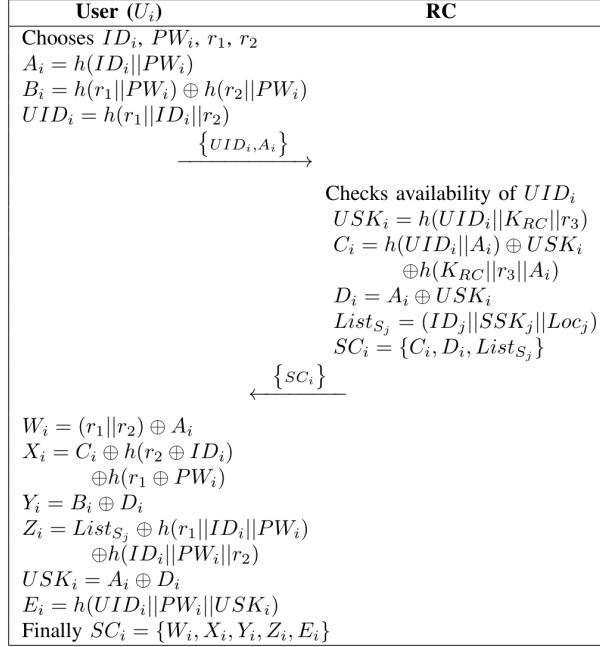 User (U_i) RC
Chooses ID_i, PW_i, r_1, r_2
A_i = h(ID_i||PW_i)
B_i = h(r_1||PW_i) ⊕ h(r_2||PW_i)
UID_i = h(r_1||ID_i||r_2)
{UID_i,A_i}
Checks availability of UID_i
USK_i = h(UID_i||K_RC||r_3)
C_i = h(UID_i||A_i) ⊕ USK_i
⊕h(K_RC||r_3||A_i)
D_i = A_i ⊕ USK_i
List_{S_j} = (ID_j||SSK_j||Loc_j)
SC_i = {C_i, D_i, List_{S_j}}
{SC_i}
W_i = (r_1||r_2) ⊕ A_i
X_i = C_i ⊕ h(r_2 ⊕ ID_i)
⊕h(r_1 ⊕ PW_i)
Y_i = B_i ⊕ D_i
Z_i = List_{S_j} ⊕ h(r_1||ID_i||PW_i)
⊕h(ID_i||PW_i||r_2)
USK_i = A_i ⊕ D_i
E_i = h(UID_i||PW_i||USK_i)
Finally SC_i = {W_i, X_i, Y_i, Z_i, E_i}